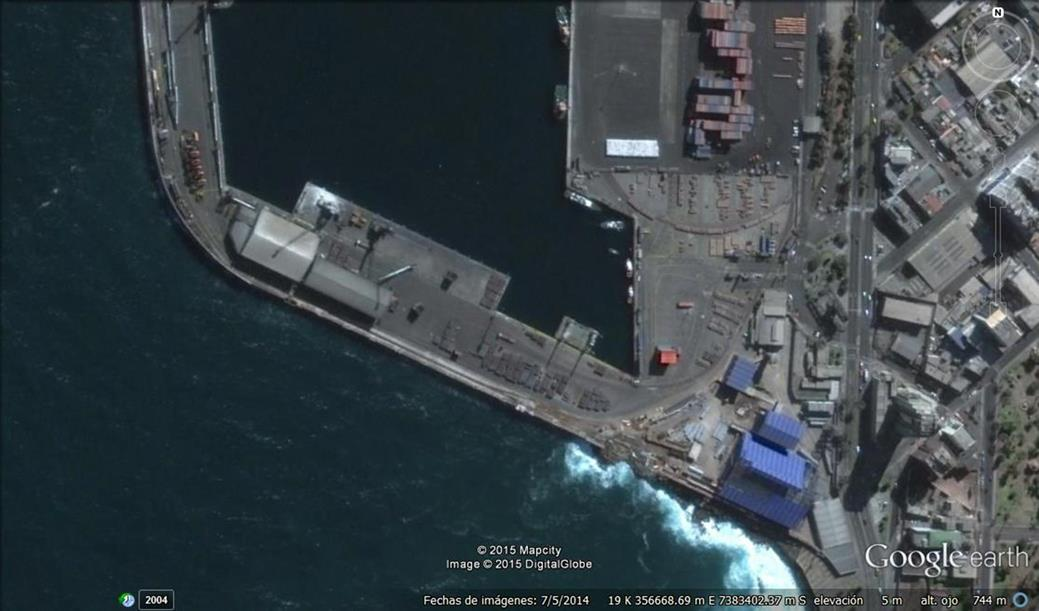 N
© 2015 Mapcity
Image © 2015 DigitalGlobe
Google earth
2004
Fechas de imágenes: 7/5/2014 19 K 356668.69 m E 7383402.37 m S elevación 5 m alt. ojo 744 m